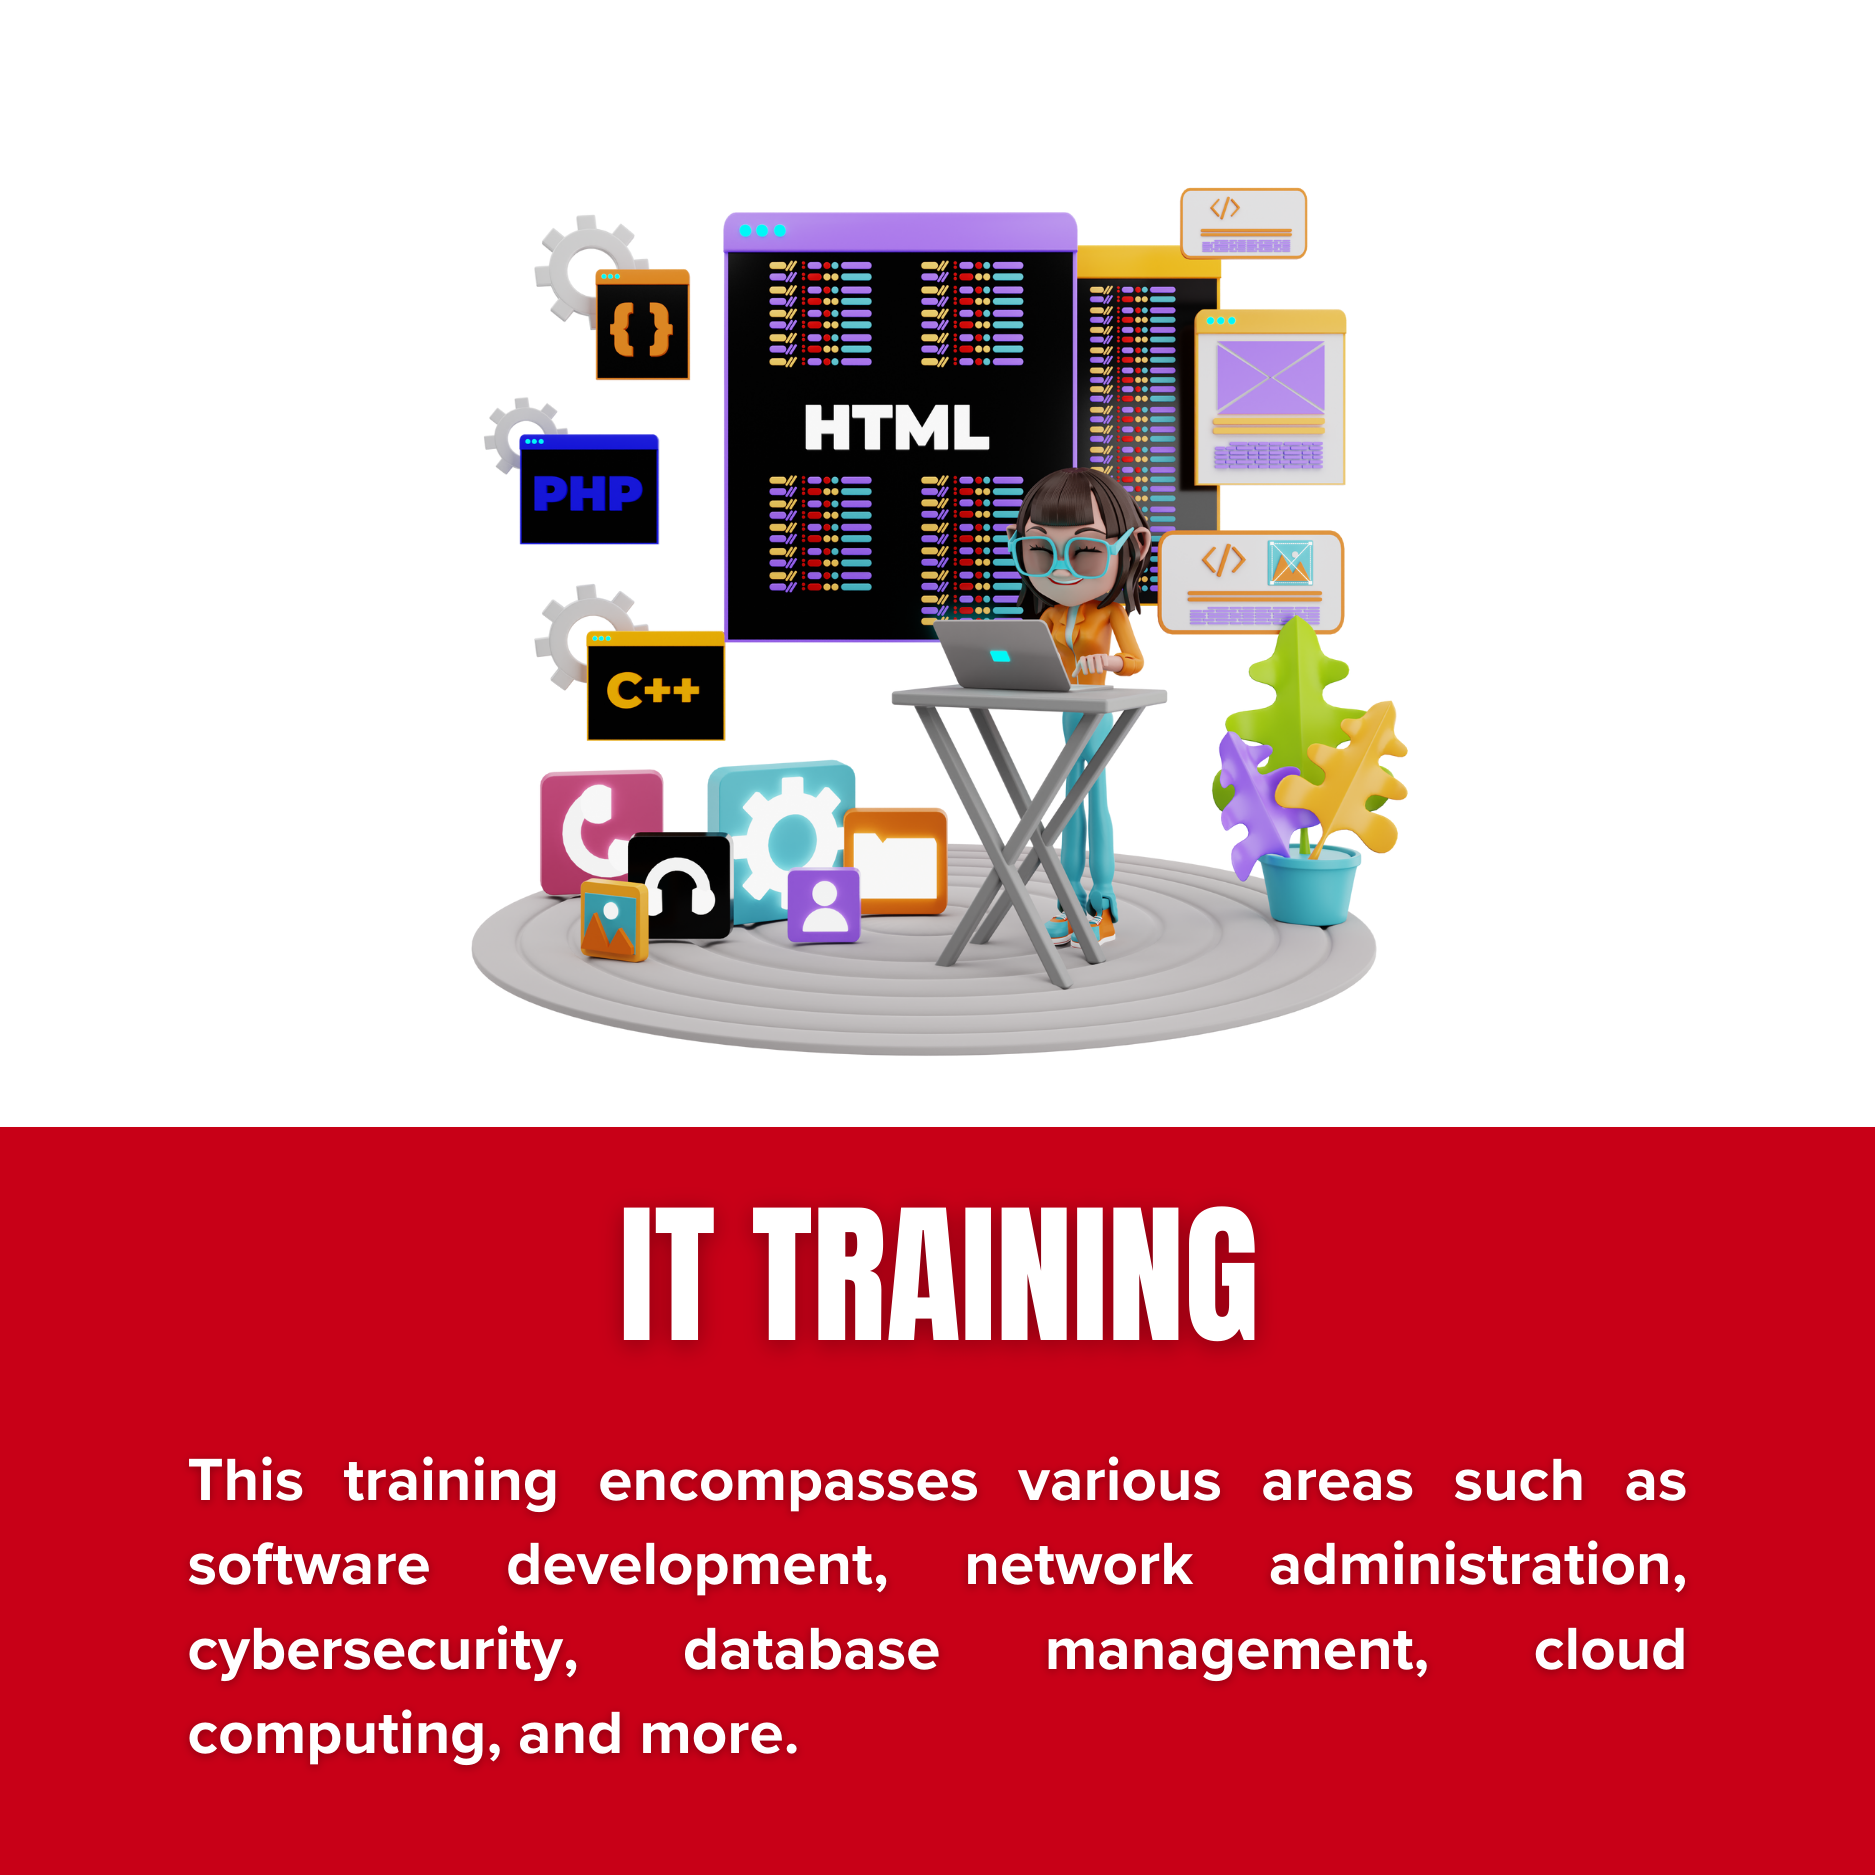 </>
{ }
HTML
PHP
</>
C++
IT TRAINING
This training encompasses various areas such as
software development, network administration,
cybersecurity, database management, cloud
computing, and more.